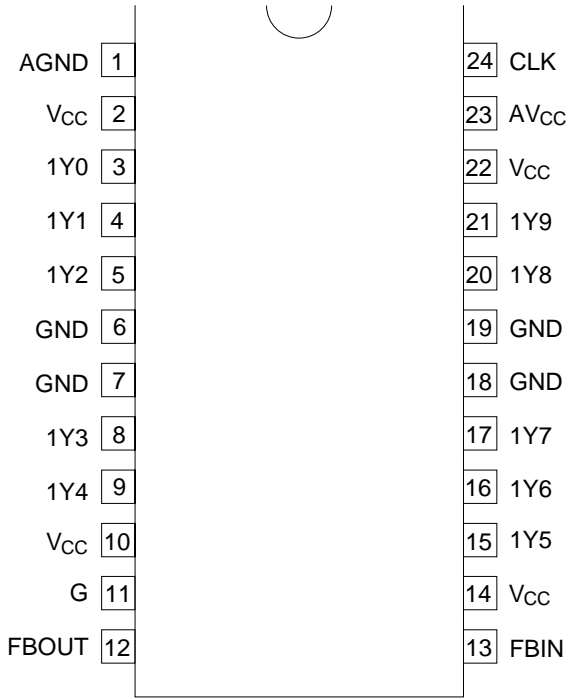 AGND 1 24 CLK
VCC 2 23 AVCC
1Y0 3 22 VCC
1Y1 4 21 1Y9
1Y2 5 20 1Y8
GND 6 19 GND
GND 7 18 GND
1Y3 8 17 1Y7
1Y4 9 16 1Y6
VCC 10 15 1Y5
G 11 14 VCC
FBOUT 12 13 FBIN